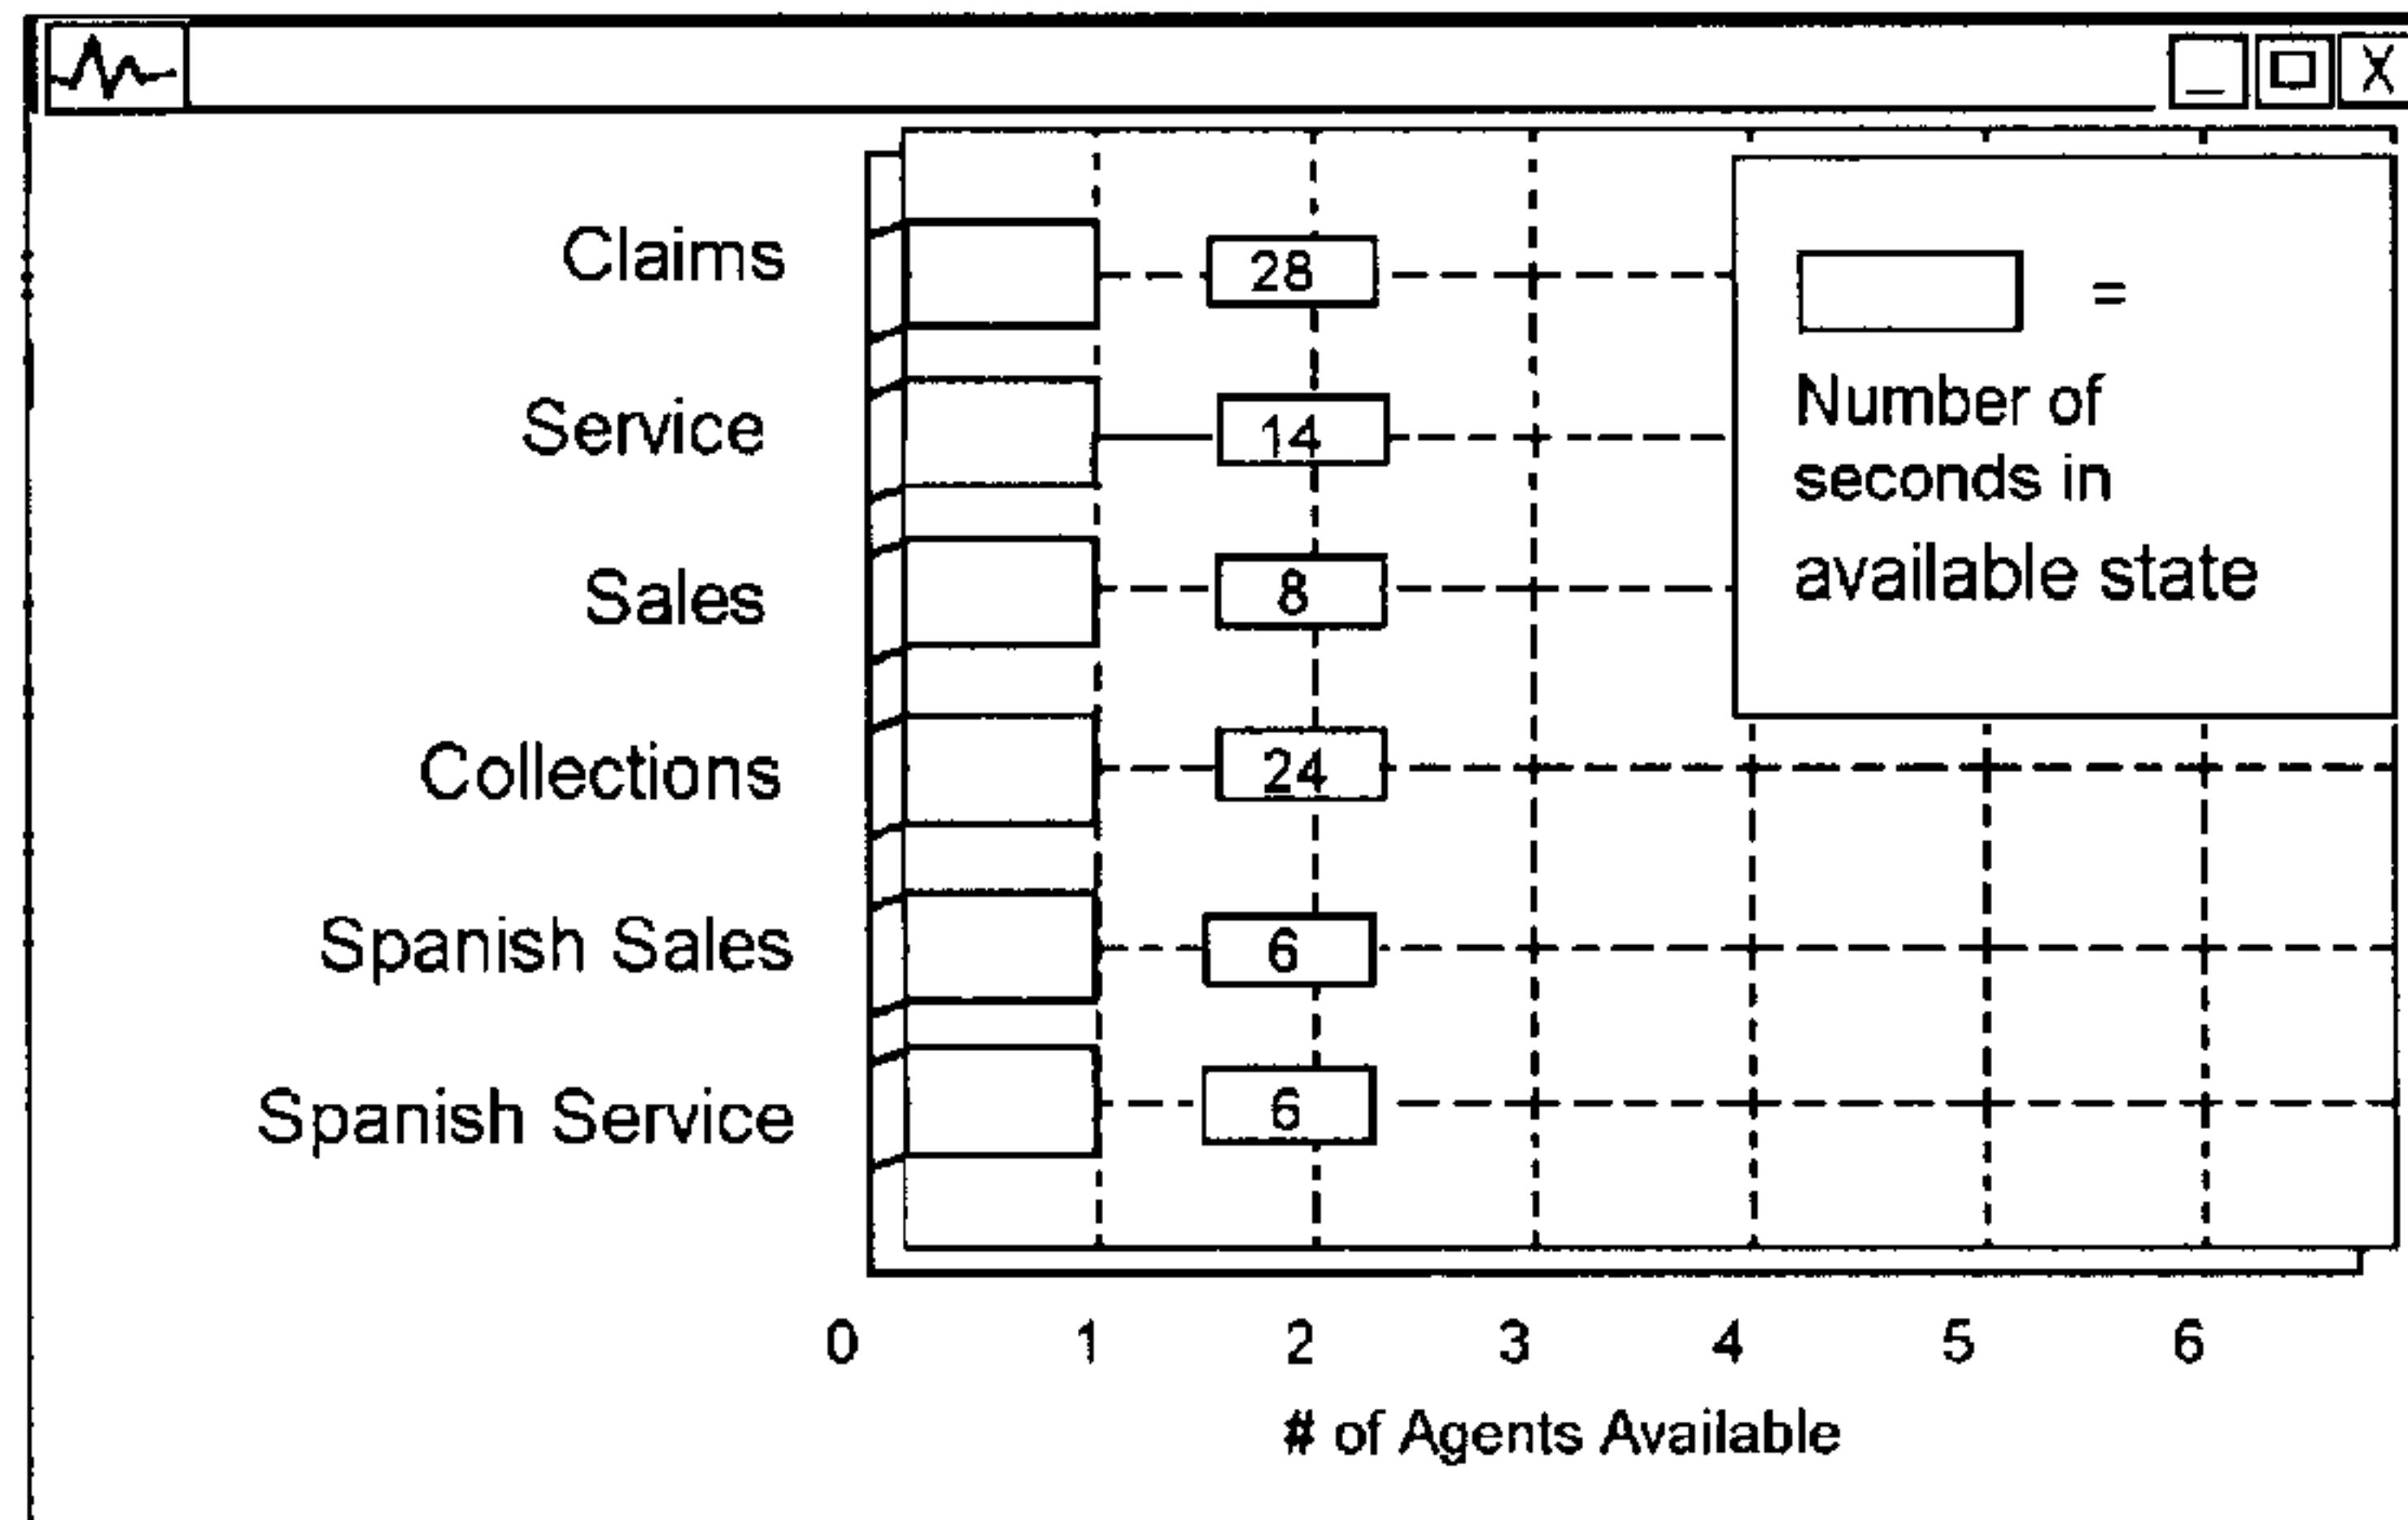 Claims
28
=
Service
14
Number of
seconds in
available state
Sales
8
Collections
24
Spanish Sales
6
Spanish Service
6
0 1 2 3 4 5 6
# of Agents Available